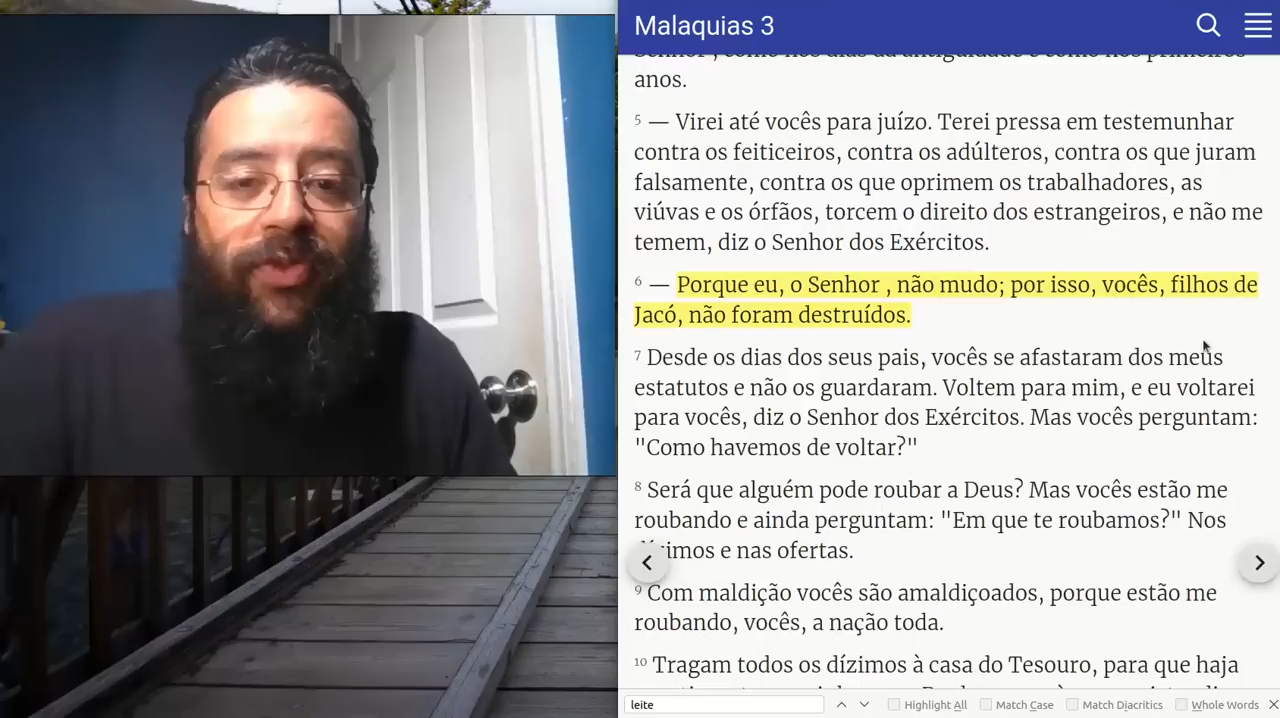 Malaquias 3
anos.
5 — Virei até vocês para juízo. Terei pressa em testemunhar
contra os feiticeiros, contra os adúlteros, contra os que juram
falsamente, contra os que oprimem os trabalhadores, as
viúvas e os órfãos, torcem o direito dos estrangeiros, e não me
temem, diz o Senhor dos Exércitos.
6 — Porque eu, o Senhor , não mudo; por isso, vocês, filhos de
Jacó, não foram destruídos.
7 Desde os dias dos seus pais, vocês se afastaram dos meus
estatutos e não os guardaram. Voltem para mim, e eu voltarei
para vocês, diz o Senhor dos Exércitos. Mas vocês perguntam:
"Como havemos de voltar?"
8 Será que alguém pode roubar a Deus? Mas vocês estão me
roubando e ainda perguntam: "Em que te roubamos?" Nos
dízimos e nas ofertas.
9 Com maldição vocês são amaldiçoados, porque estão me
roubando, vocês, a nação toda.
10 Tragam todos os dízimos à casa do Tesouro, para que haja
leite Highlight All Match Case Match Diacritics Whole Words